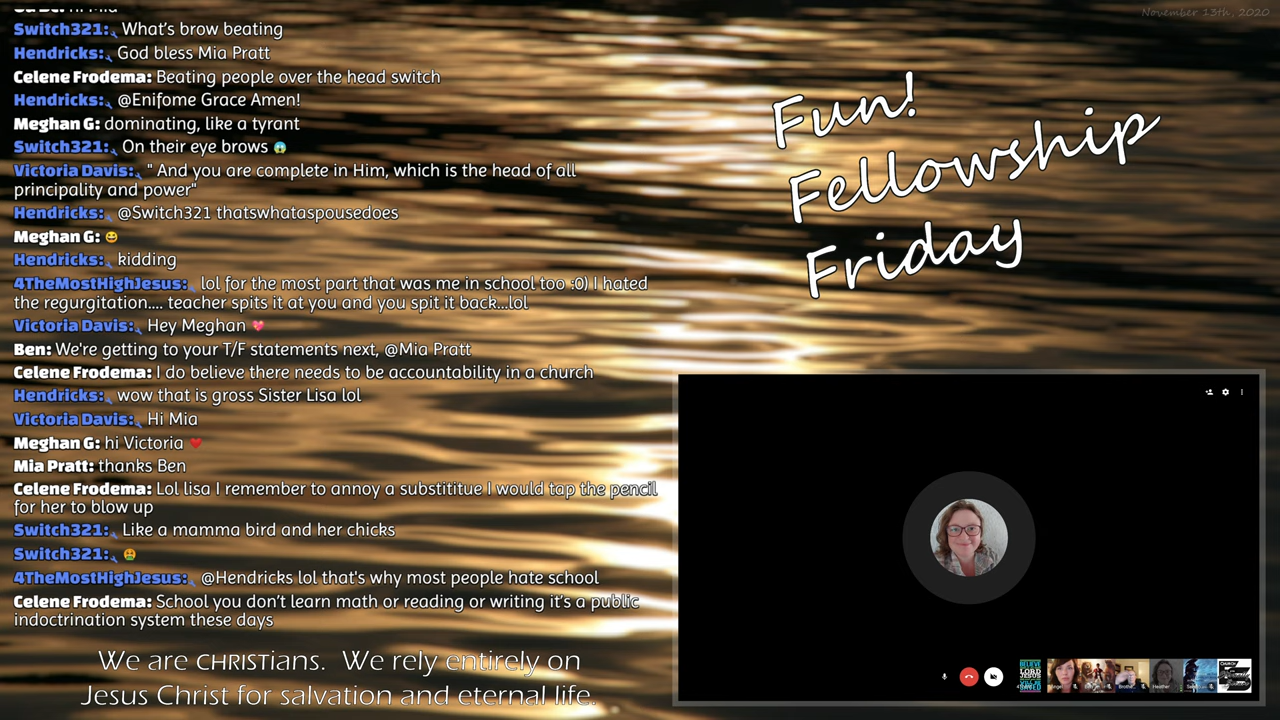 November 13th, 2020
Switch321: What's brow beating
Hendricks: God bless Mia Pratt
Celene Frodema: Beating people over the head switch
Hendricks: @Enifome Grace Amen!
Meghan G: dominating, like a tyrant
Switch321: On their eye brows 😱
Victoria Davis: " And you are complete in Him, which is the head of all
principality and power"
Hendricks: @Switch321 thatswhataspousedoes
Meghan G: 😆
Hendricks: kidding
4TheMostHighJesus: lol for the most part that was me in school too :0) I hated
the regurgitation.... teacher spits it at you and you spit it back...lol
Victoria Davis: Hey Meghan 💖
Ben: We're getting to your T/F statements next, @Mia Pratt
Celene Frodema: I do believe there needs to be accountability in a church
Hendricks: wow that is gross Sister Lisa lol
Victoria Davis: Hi Mia
Meghan G: hi Victoria ❤️
Mia Pratt: thanks Ben
Celene Frodema: Lol lisa I remember to annoy a substititue I would tap the pencil
for her to blow up
Switch321: Like a mamma bird and her chicks
Switch321: 🤮
4TheMostHighJesus: @Hendricks lol that's why most people hate school
Celene Frodema: School you don't learn math or reading or writing it's a public
indoctrination system these days
We are CHRISTians. We rely entirely on
Jesus Christ for salvation and eternal life.
Fun!
Fellowship
Friday
BELIEVE
LORD
JESUS
Heather